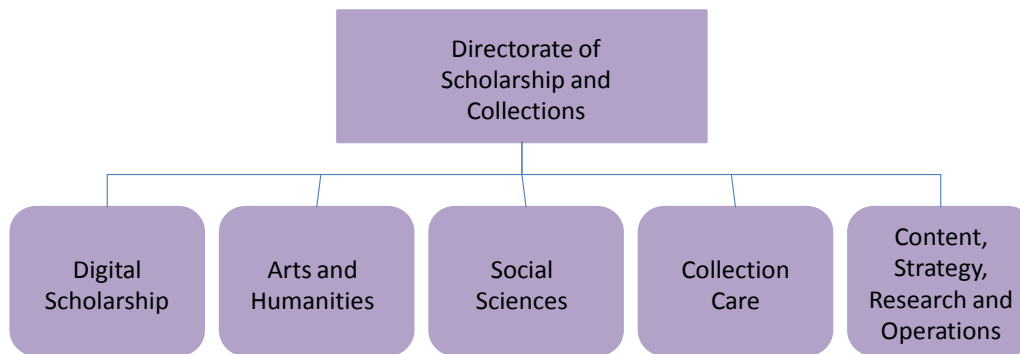 Directorate of
Scholarship and
Collections
Digital
Scholarship
Arts and
Humanities
Social
Sciences
Collection
Care
Content,
Strategy,
Research and
Operations